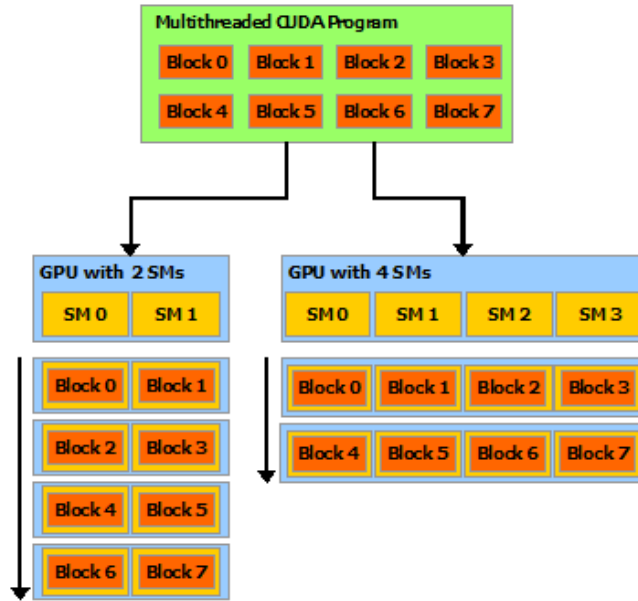 Multithreaded CUDA Program
Block 0 Block 1 Block 2 Block 3
Block 4 Block 5 Block 6 Block 7
GPU with 2 SMs
SM 0 SM 1
Block 0 Block 1
Block 2 Block 3
Block 4 Block 5
Block 6 Block 7
GPU with 4 SMs
SM 0 SM 1 SM 2 SM 3
Block 0 Block 1 Block 2 Block 3
Block 4 Block 5 Block 6 Block 7